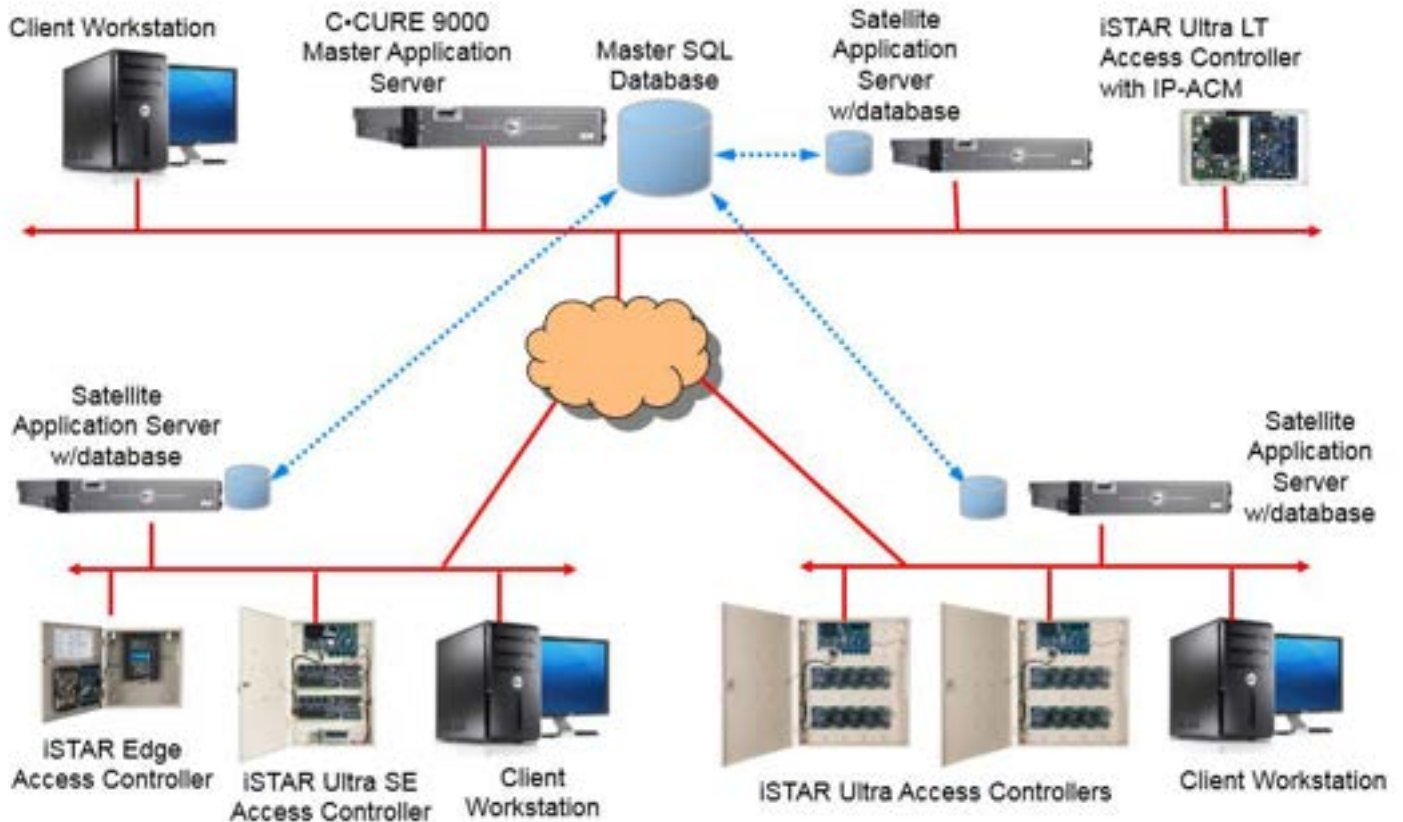 Client Workstation
C•CURE 9000
Master Application
Server
Master SQL
Database
Satellite
Application
Server
w/database
iSTAR Ultra LT
Access Controller
with IP-ACM
Satellite
Application Server
w/database
Satellite
Application
Server
w/database
iSTAR Edge
Access Controller
iSTAR Ultra SE
Access Controller
Client
Workstation
iSTAR Ultra Access Controllers
Client Workstation